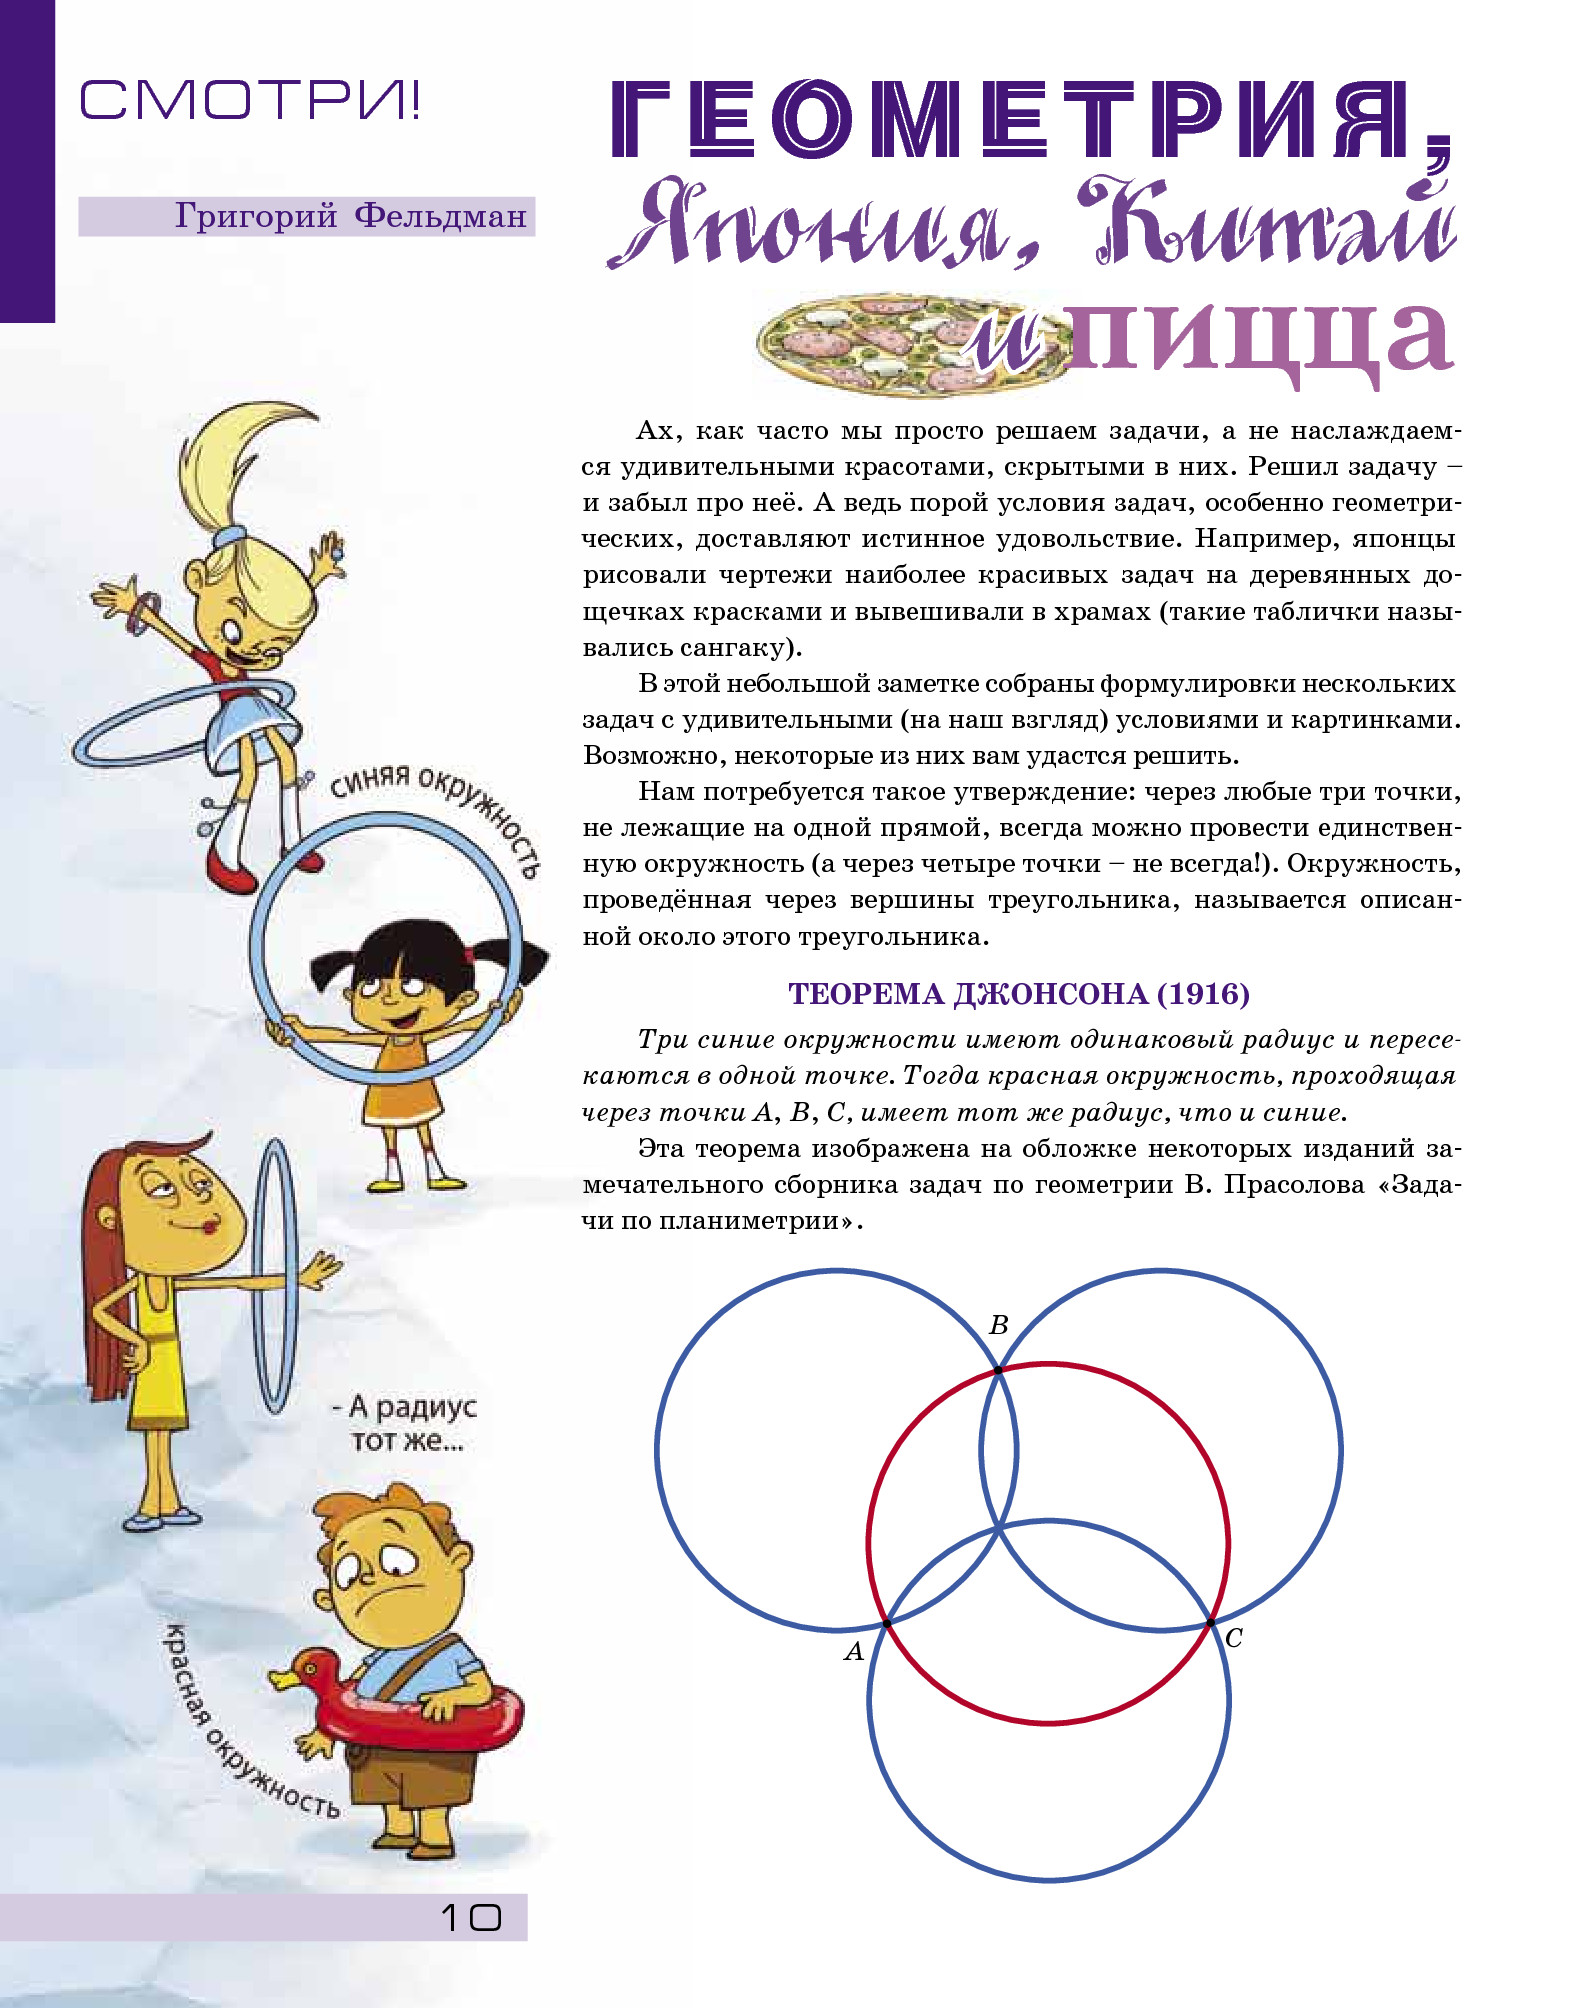 СМОТРИ!
Григорий Фельдман
ГЕОМЕТРИЯ,
Япония, Китай
и пицца
Ах, как часто мы просто решаем задачи, а не наслаждаем-
ся удивительными красотами, скрытыми в них. Решил задачу –
и забыл про неё. А ведь порой условия задач, особенно геометри-
ческих, доставляют истинное удовольствие. Например, японцы
рисовали чертежи наиболее красивых задач на деревянных до-
щечках красками и вывешивали в храмах (такие таблички назы-
вались сангаку).
В этой небольшой заметке собраны формулировки нескольких
задач с удивительными (на наш взгляд) условиями и картинками.
Возможно, некоторые из них вам удастся решить.
Нам потребуется такое утверждение: через любые три точки,
не лежащие на одной прямой, всегда можно провести единствен-
ную окружность (а через четыре точки – не всегда!). Окружность,
проведённая через вершины треугольника, называется описан-
ной около этого треугольника.
ТЕОРЕМА ДЖОНСОНА (1916)
Три синие окружности имеют одинаковый радиус и пересе-
каются в одной точке. Тогда красная окружность, проходящая
через точки A, B, C, имеет тот же радиус, что и синие.
Эта теорема изображена на обложке некоторых изданий за-
мечательного сборника задач по геометрии В. Прасолова «Зада-
чи по планиметрии».
синяя окружность
- А радиус
тот же...
красная окружность
B
A
C
10